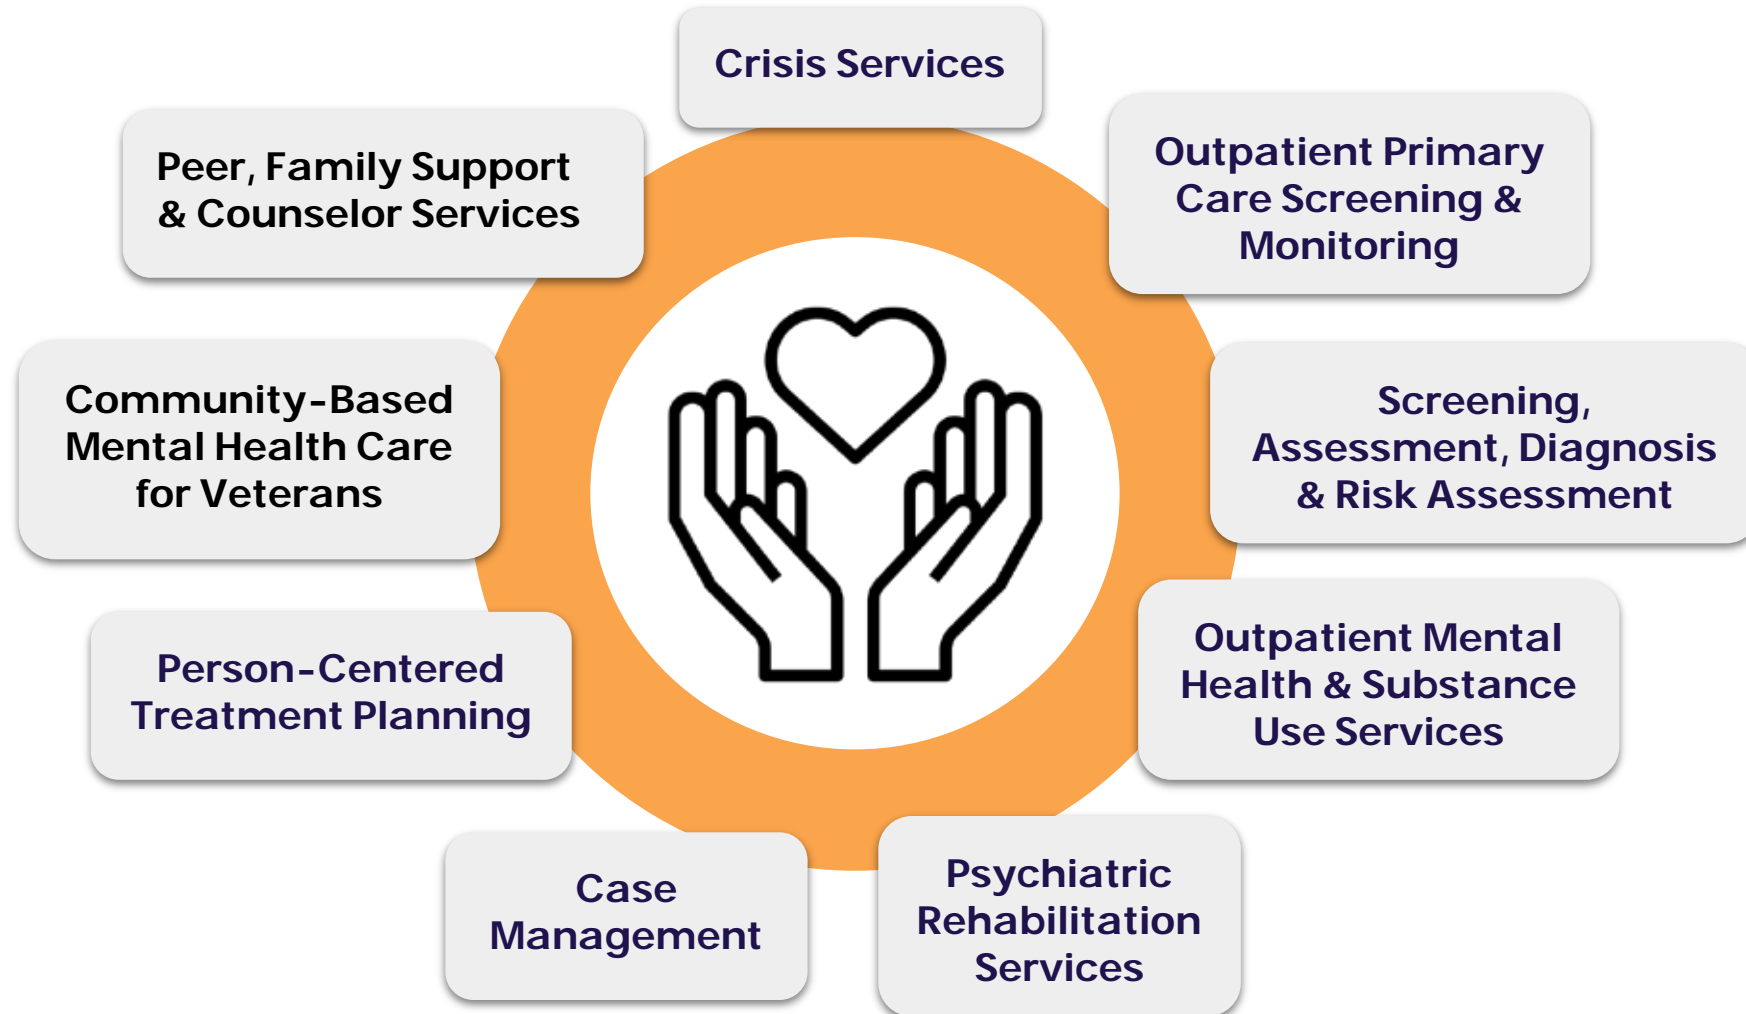 Crisis Services
Outpatient Primary
Care Screening &
Monitoring
Screening,
Assessment, Diagnosis
& Risk Assessment
Outpatient Mental
Health & Substance
Use Services
Psychiatric
Rehabilitation
Services
Case
Management
Person-Centered
Treatment Planning
Community-Based
Mental Health Care
for Veterans
Peer, Family Support
& Counselor Services